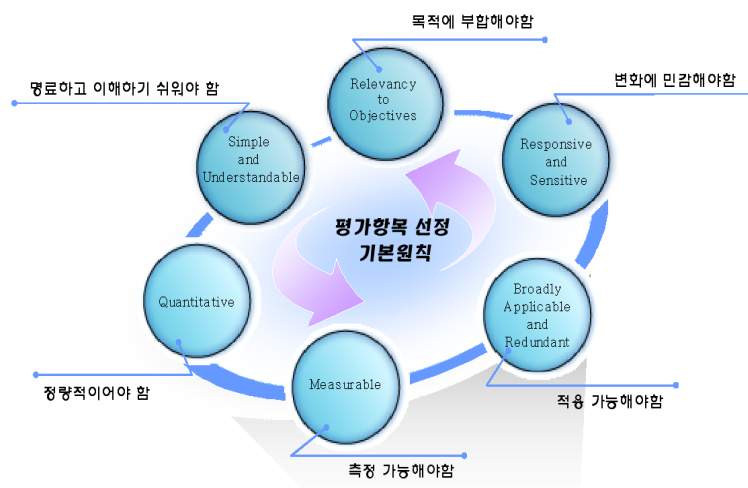 목적에 부합해야함
Relevancy
to
Objectives
변화에 민감해야함
Responsive
and
Sensitive
명료하고 이해하기 쉬워야 함
Simple
and
Understandable
평가항목 선정
기본원칙
Quantitative
정량적이어야 함
Broadly
Applicable
and
Redundant
적용 가능해야함
Measurable
측정 가능해야함